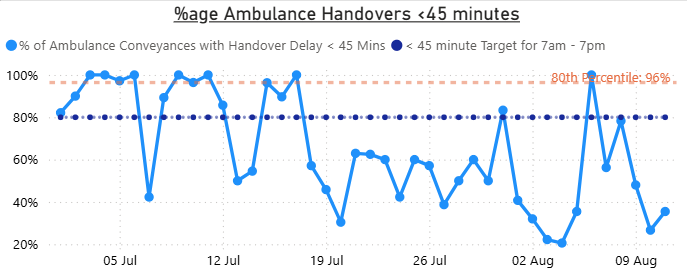 %age Ambulance Handovers <45 minutes
% of Ambulance Conveyances with Handover Delay < 45 Mins < 45 minute Target for 7am - 7pm
100%
80th Percentile: 96%
80%
60%
40%
20%
05 Jul 12 Jul 19 Jul 26 Jul 02 Aug 09 Aug